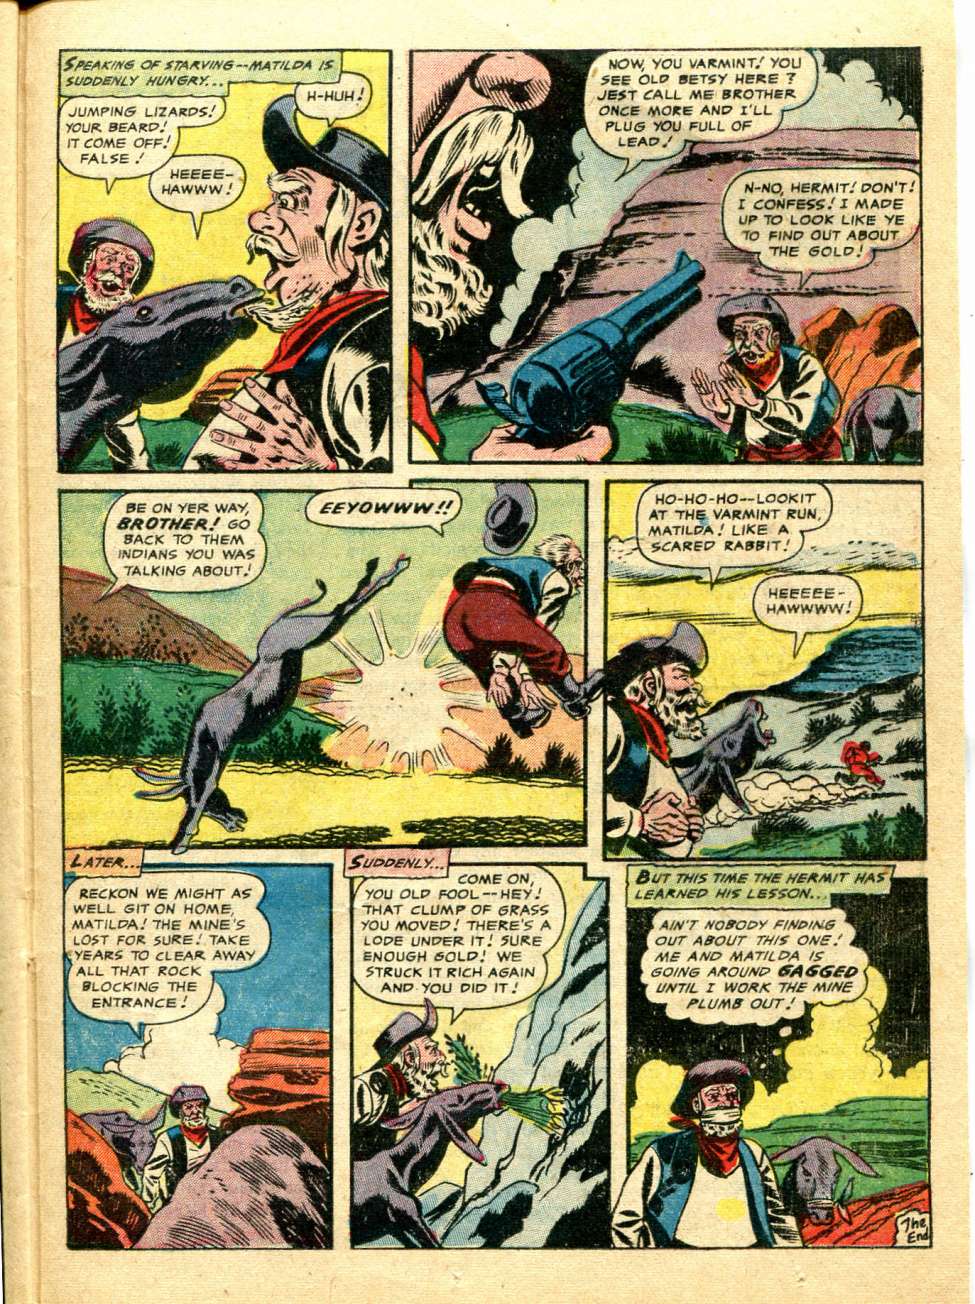 SPEAKING OF STARVING--MATILDA IS
SUDDENLY HUNGRY...
JUMPING LIZARDS!
YOUR BEARD!
IT COME OFF!
FALSE!
H-HUH!
HEEEE-
HAWWW!
NOW, YOU VARMINT! YOU
SEE OLD BETSY HERE?
JEST CALL ME BROTHER
ONCE MORE AND I'LL
PLUG YOU FULL OF
LEAD!
N-NO, HERMIT! DON'T!
I CONFESS! I MADE
UP TO LOOK LIKE YE
TO FIND OUT ABOUT
THE GOLD!
BE ON YER WAY,
BROTHER! GO
BACK TO THEM
INDIANS YOU WAS
TALKING ABOUT!
EEYOWWW!!
HO-HO-HO--LOOKIT
AT THE VARMINT RUN,
MATILDA! LIKE A
SCARED RABBIT!
HEEEEE-
HAWWWW!
LATER...
RECKON WE MIGHT AS
WELL GIT ON HOME,
MATILDA! THE MINE'S
LOST FOR SURE! TAKE
YEARS TO CLEAR AWAY
ALL THAT ROCK
BLOCKING THE
ENTRANCE!
SUDDENLY...
COME ON,
YOU OLD FOOL--HEY!
THAT CLUMP OF GRASS
YOU MOVED! THERE'S A
LODE UNDER IT! SURE
ENOUGH GOLD! WE
STRUCK IT RICH AGAIN
AND YOU DID IT!
BUT THIS TIME THE HERMIT HAS
LEARNED HIS LESSON...
AIN'T NOBODY FINDING
OUT ABOUT THIS ONE!
ME AND MATILDA IS
GOING AROUND GAGGED
UNTIL I WORK THE MINE
PLUMB OUT!
The
End